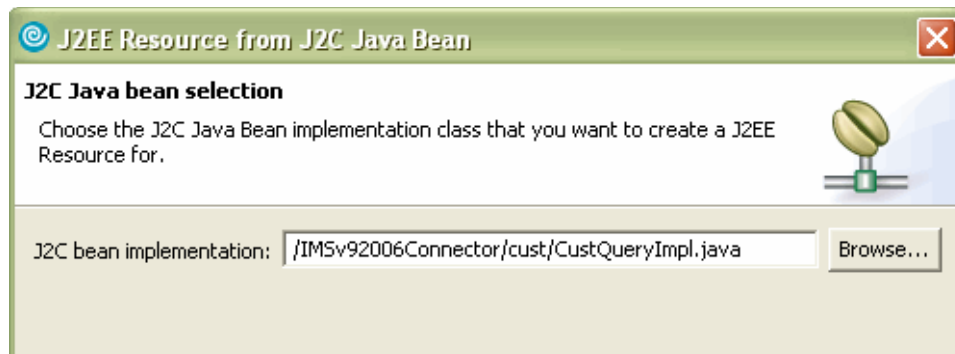 J2EE Resource from J2C Java Bean
J2C Java bean selection
Choose the J2C Java Bean implementation class that you want to create a J2EE
Resource for.
J2C bean implementation: /IMSv92006Connector/cust/CustQueryImpl.java Browse...